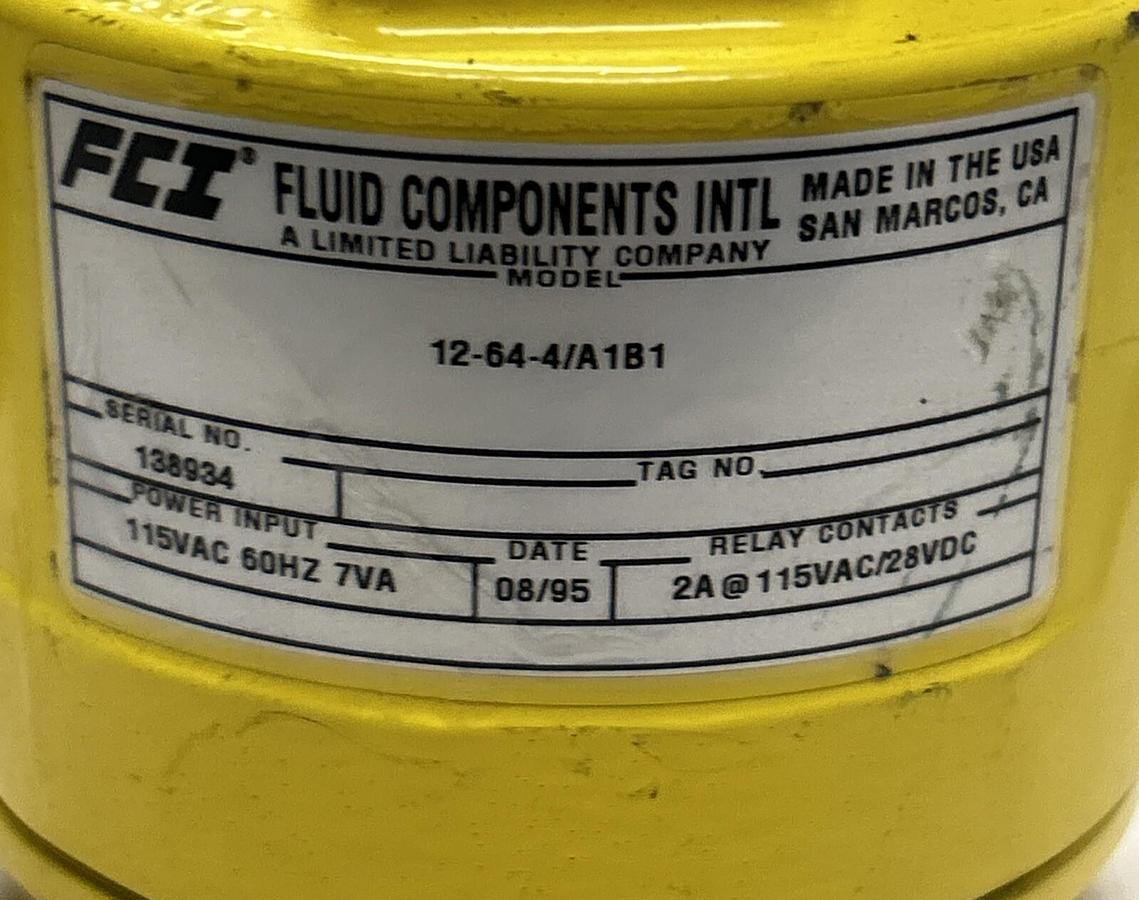 FCI® FLUID COMPONENTS INTL MADE IN THE USA
A LIMITED LIABILITY COMPANY SAN MARCOS, CA
MODEL
12-64-4/A1B1
SERIAL NO. TAG NO.
138934
POWER INPUT DATE RELAY CONTACTS
115VAC 60HZ 7VA 08/95 2A@115VAC/28VDC